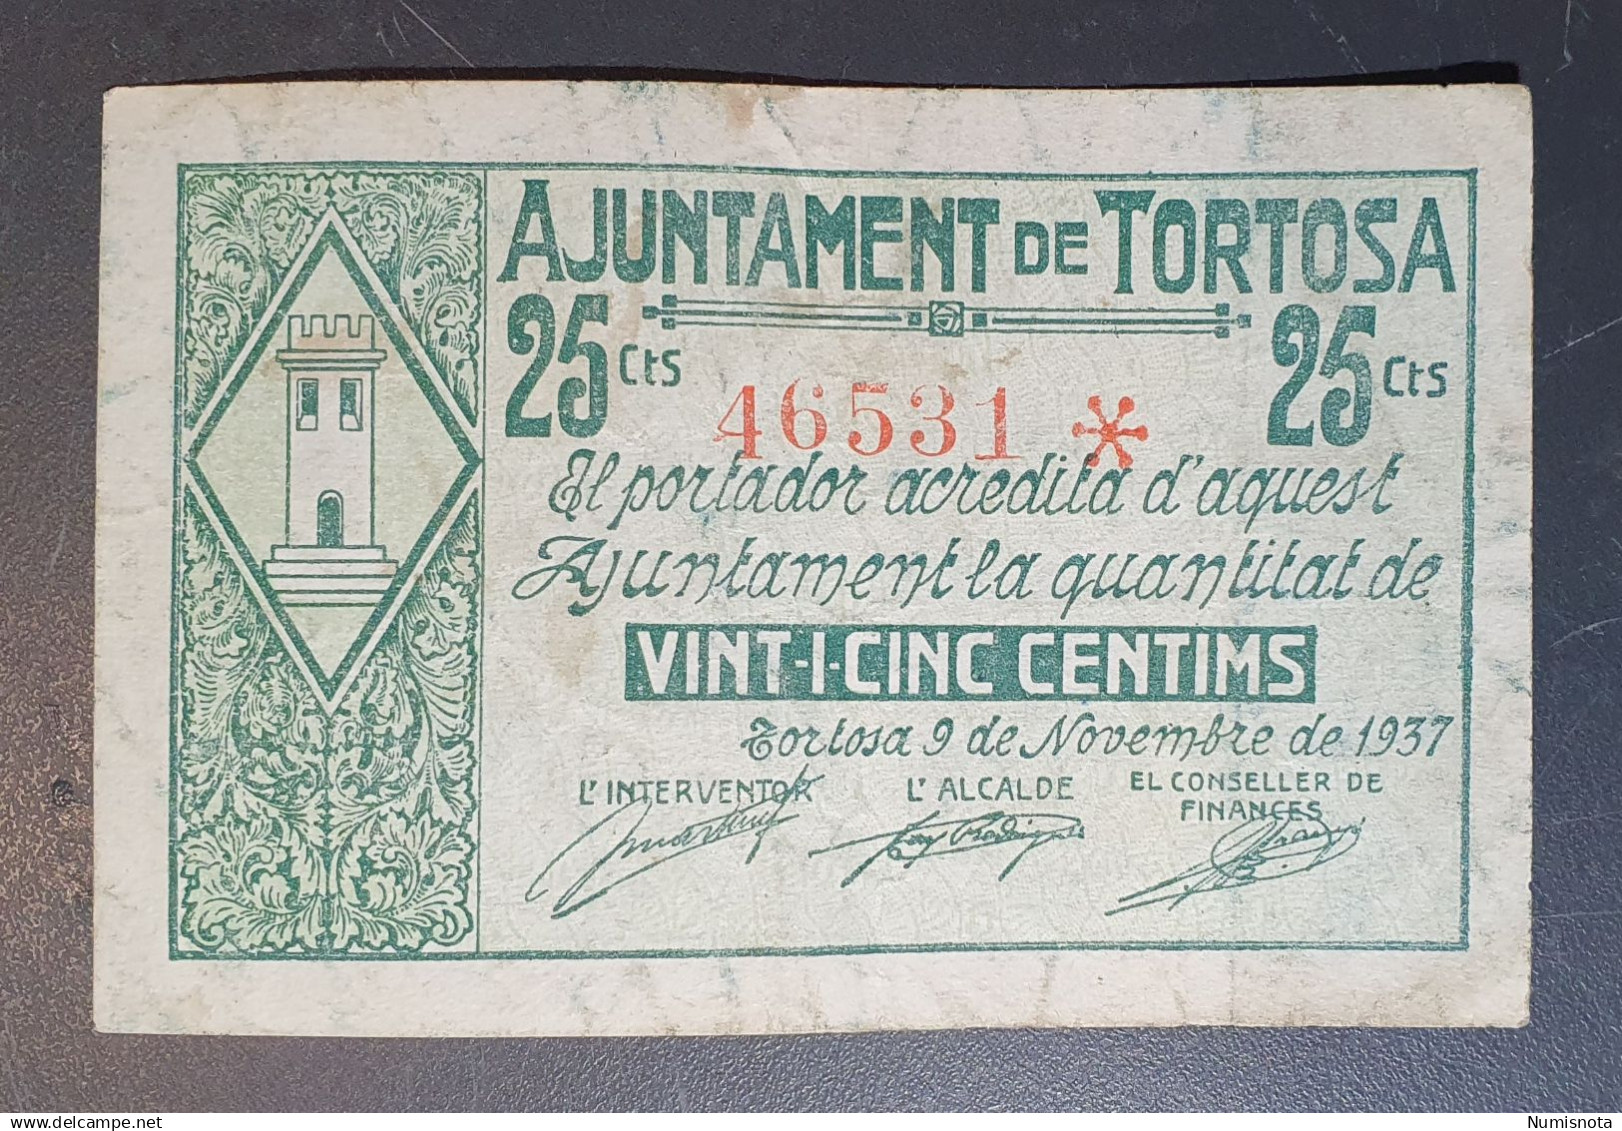 AJUNTAMENT DE TORTOSA
25 Cts 25 Cts
46531 *
El portador acredita d'aquest
Ajuntament la quantitat de
VINT-I-CINC CENTIMS
Tortosa 9 de Novembre de 1937
L'INTERVENTOR L'ALCALDE EL CONSELLER DE
FINANCES
Numisnota